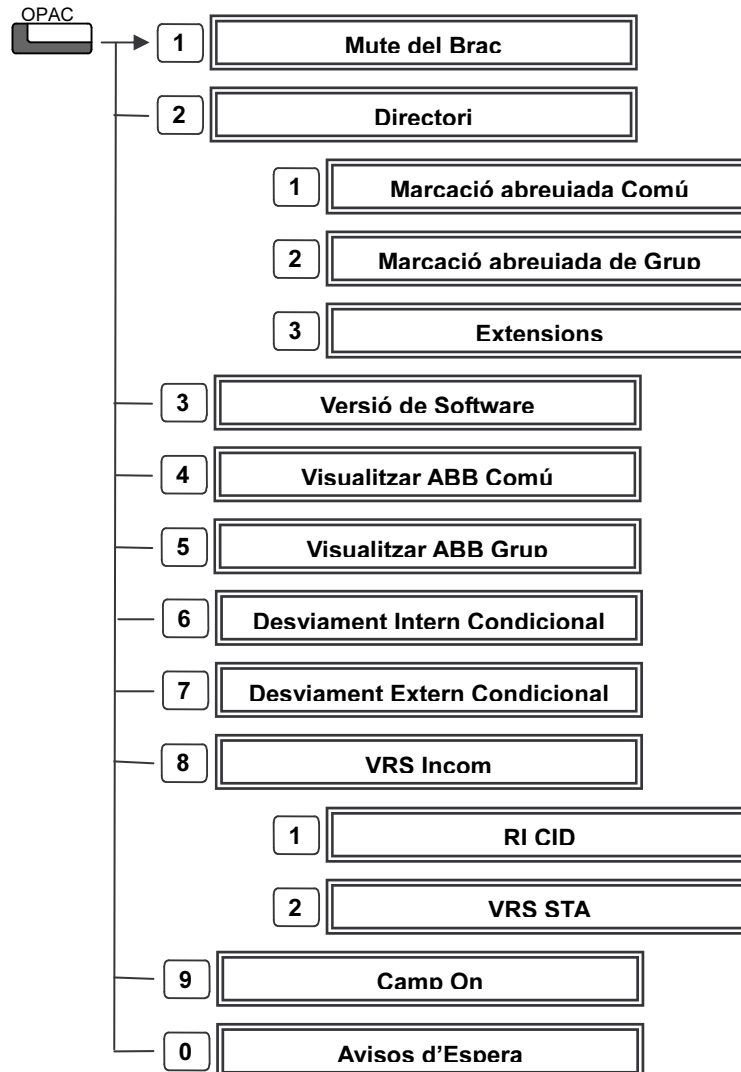 OPAC
1 Mute del Brac
2 Directori
1 Marcació abreujada Comú
2 Marcació abreujada de Grup
3 Extensions
3 Versió de Software
4 Visualitzar ABB Comú
5 Visualitzar ABB Grup
6 Desviament Intern Condicional
7 Desviament Extern Condicional
8 VRS Incom
1 RI CID
2 VRS STA
9 Camp On
0 Avisos d’Espera